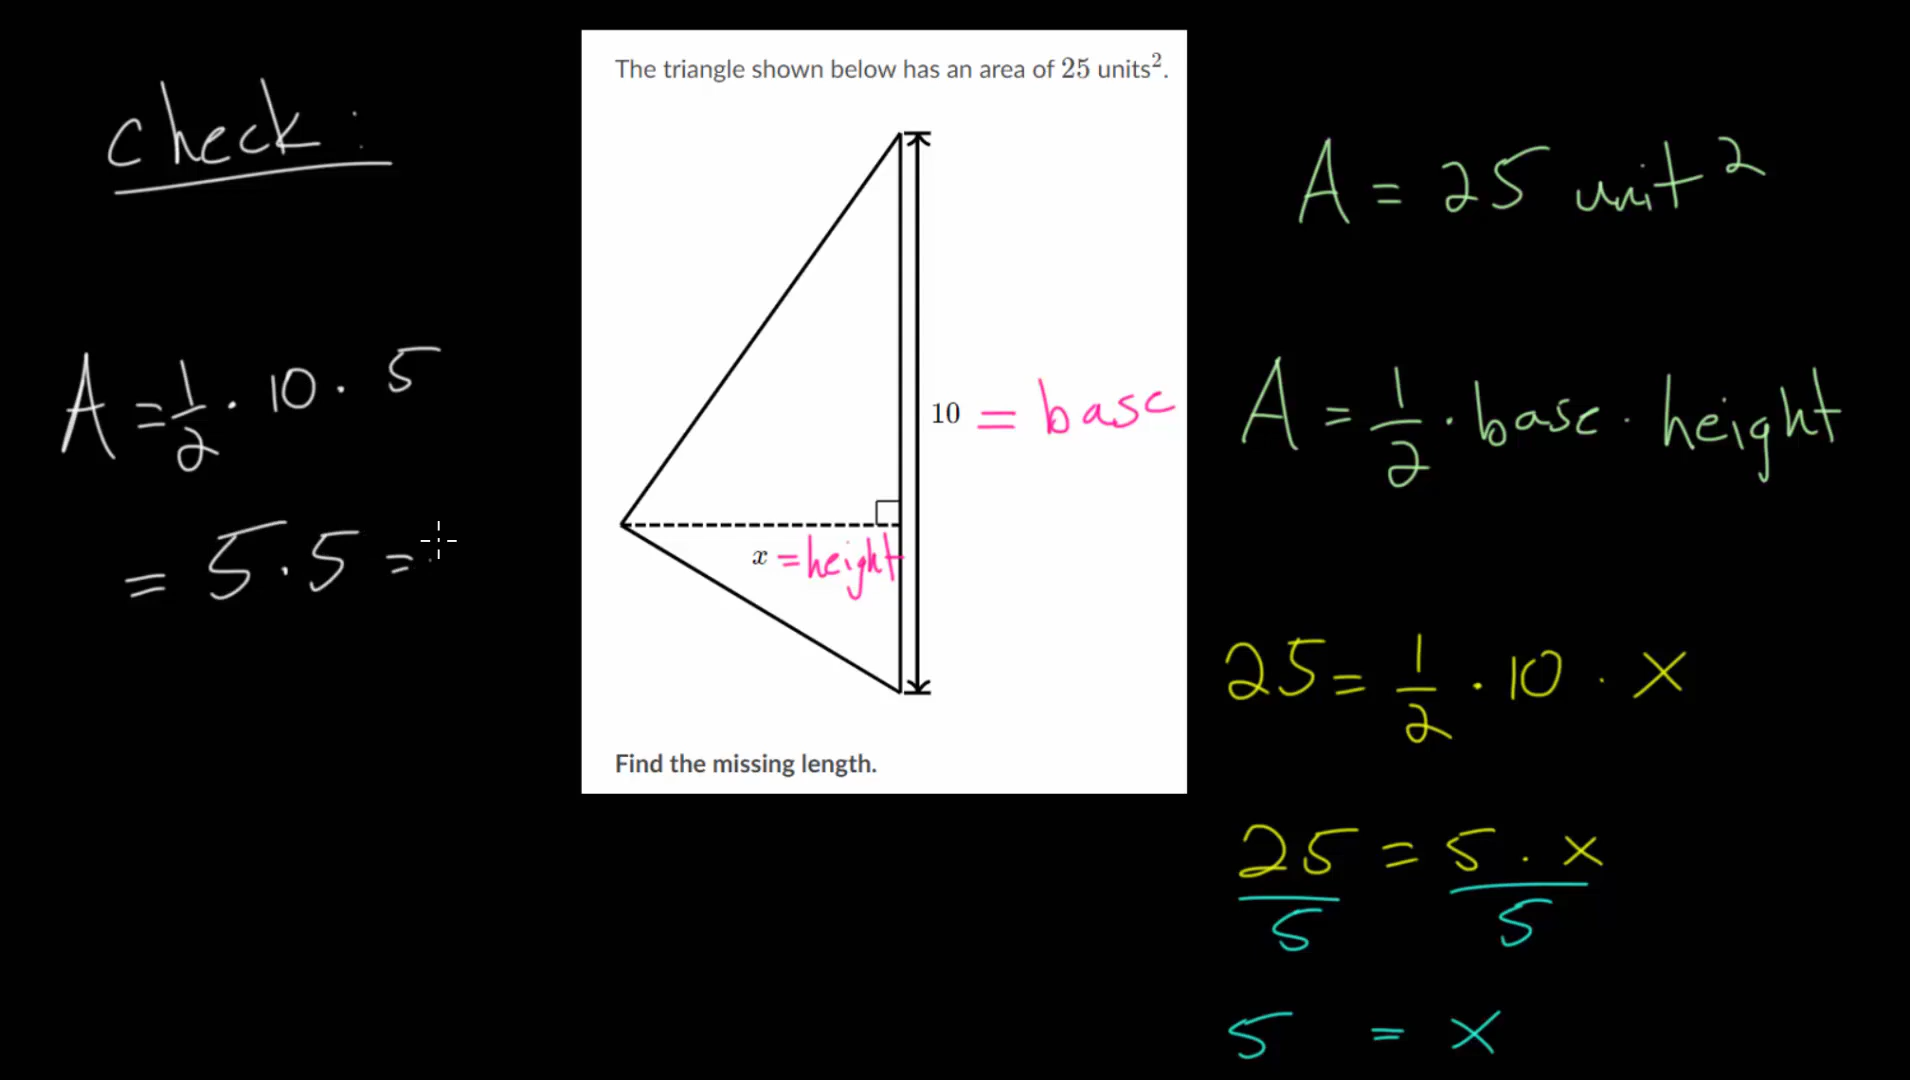 check:
A = 1/2 · 10 · 5
= 5 · 5 =
The triangle shown below has an area of 25 units².
10 = base
x = height
Find the missing length.
A = 25 unit²
A = 1/2 · base · height
25 = 1/2 · 10 · x
25/5 = 5 · x/5
5 = x